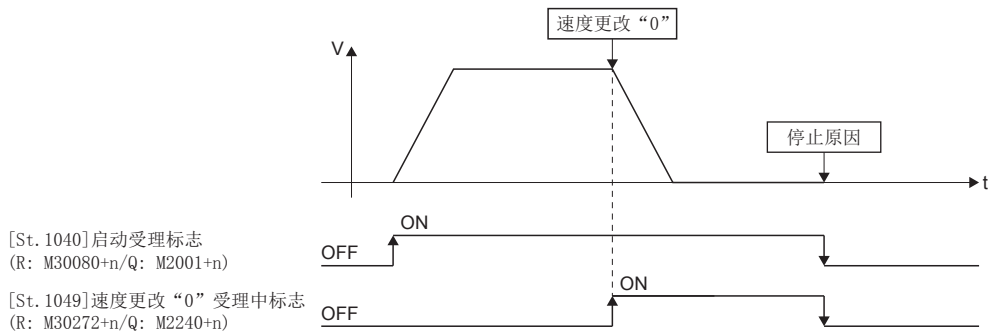 速度更改“0”
V
停止原因
t
[St.1040]启动受理标志
(R: M30080+n/Q: M2001+n)
OFF
ON
[St.1049]速度更改“0”受理中标志
(R: M30272+n/Q: M2240+n)
OFF
ON